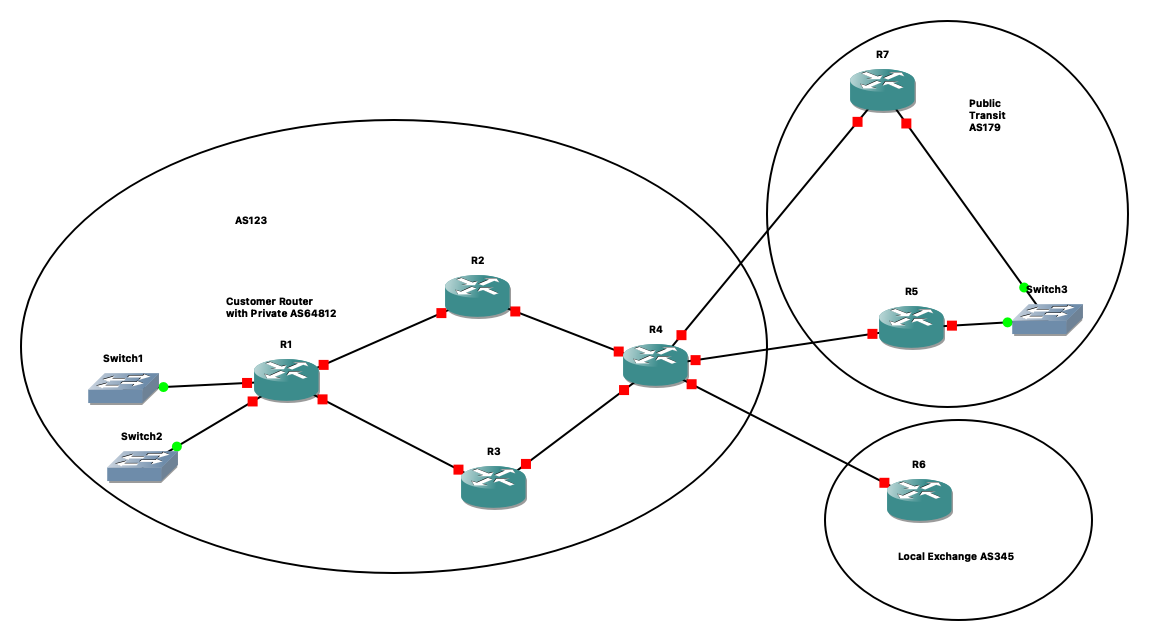 R7
Public
Transit
AS179
AS123
R2
Customer Router
with Private AS64812
R5
Switch3
R4
R1
Switch1
Switch2
R3
R6
Local Exchange AS345